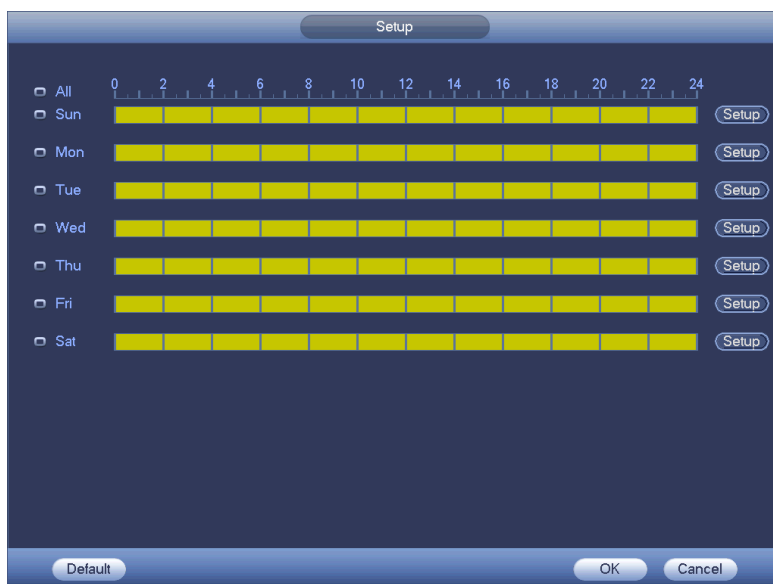 Setup
All 0 2 4 6 8 10 12 14 16 18 20 22 24
Sun Setup
Mon Setup
Tue Setup
Wed Setup
Thu Setup
Fri Setup
Sat Setup
Default OK Cancel